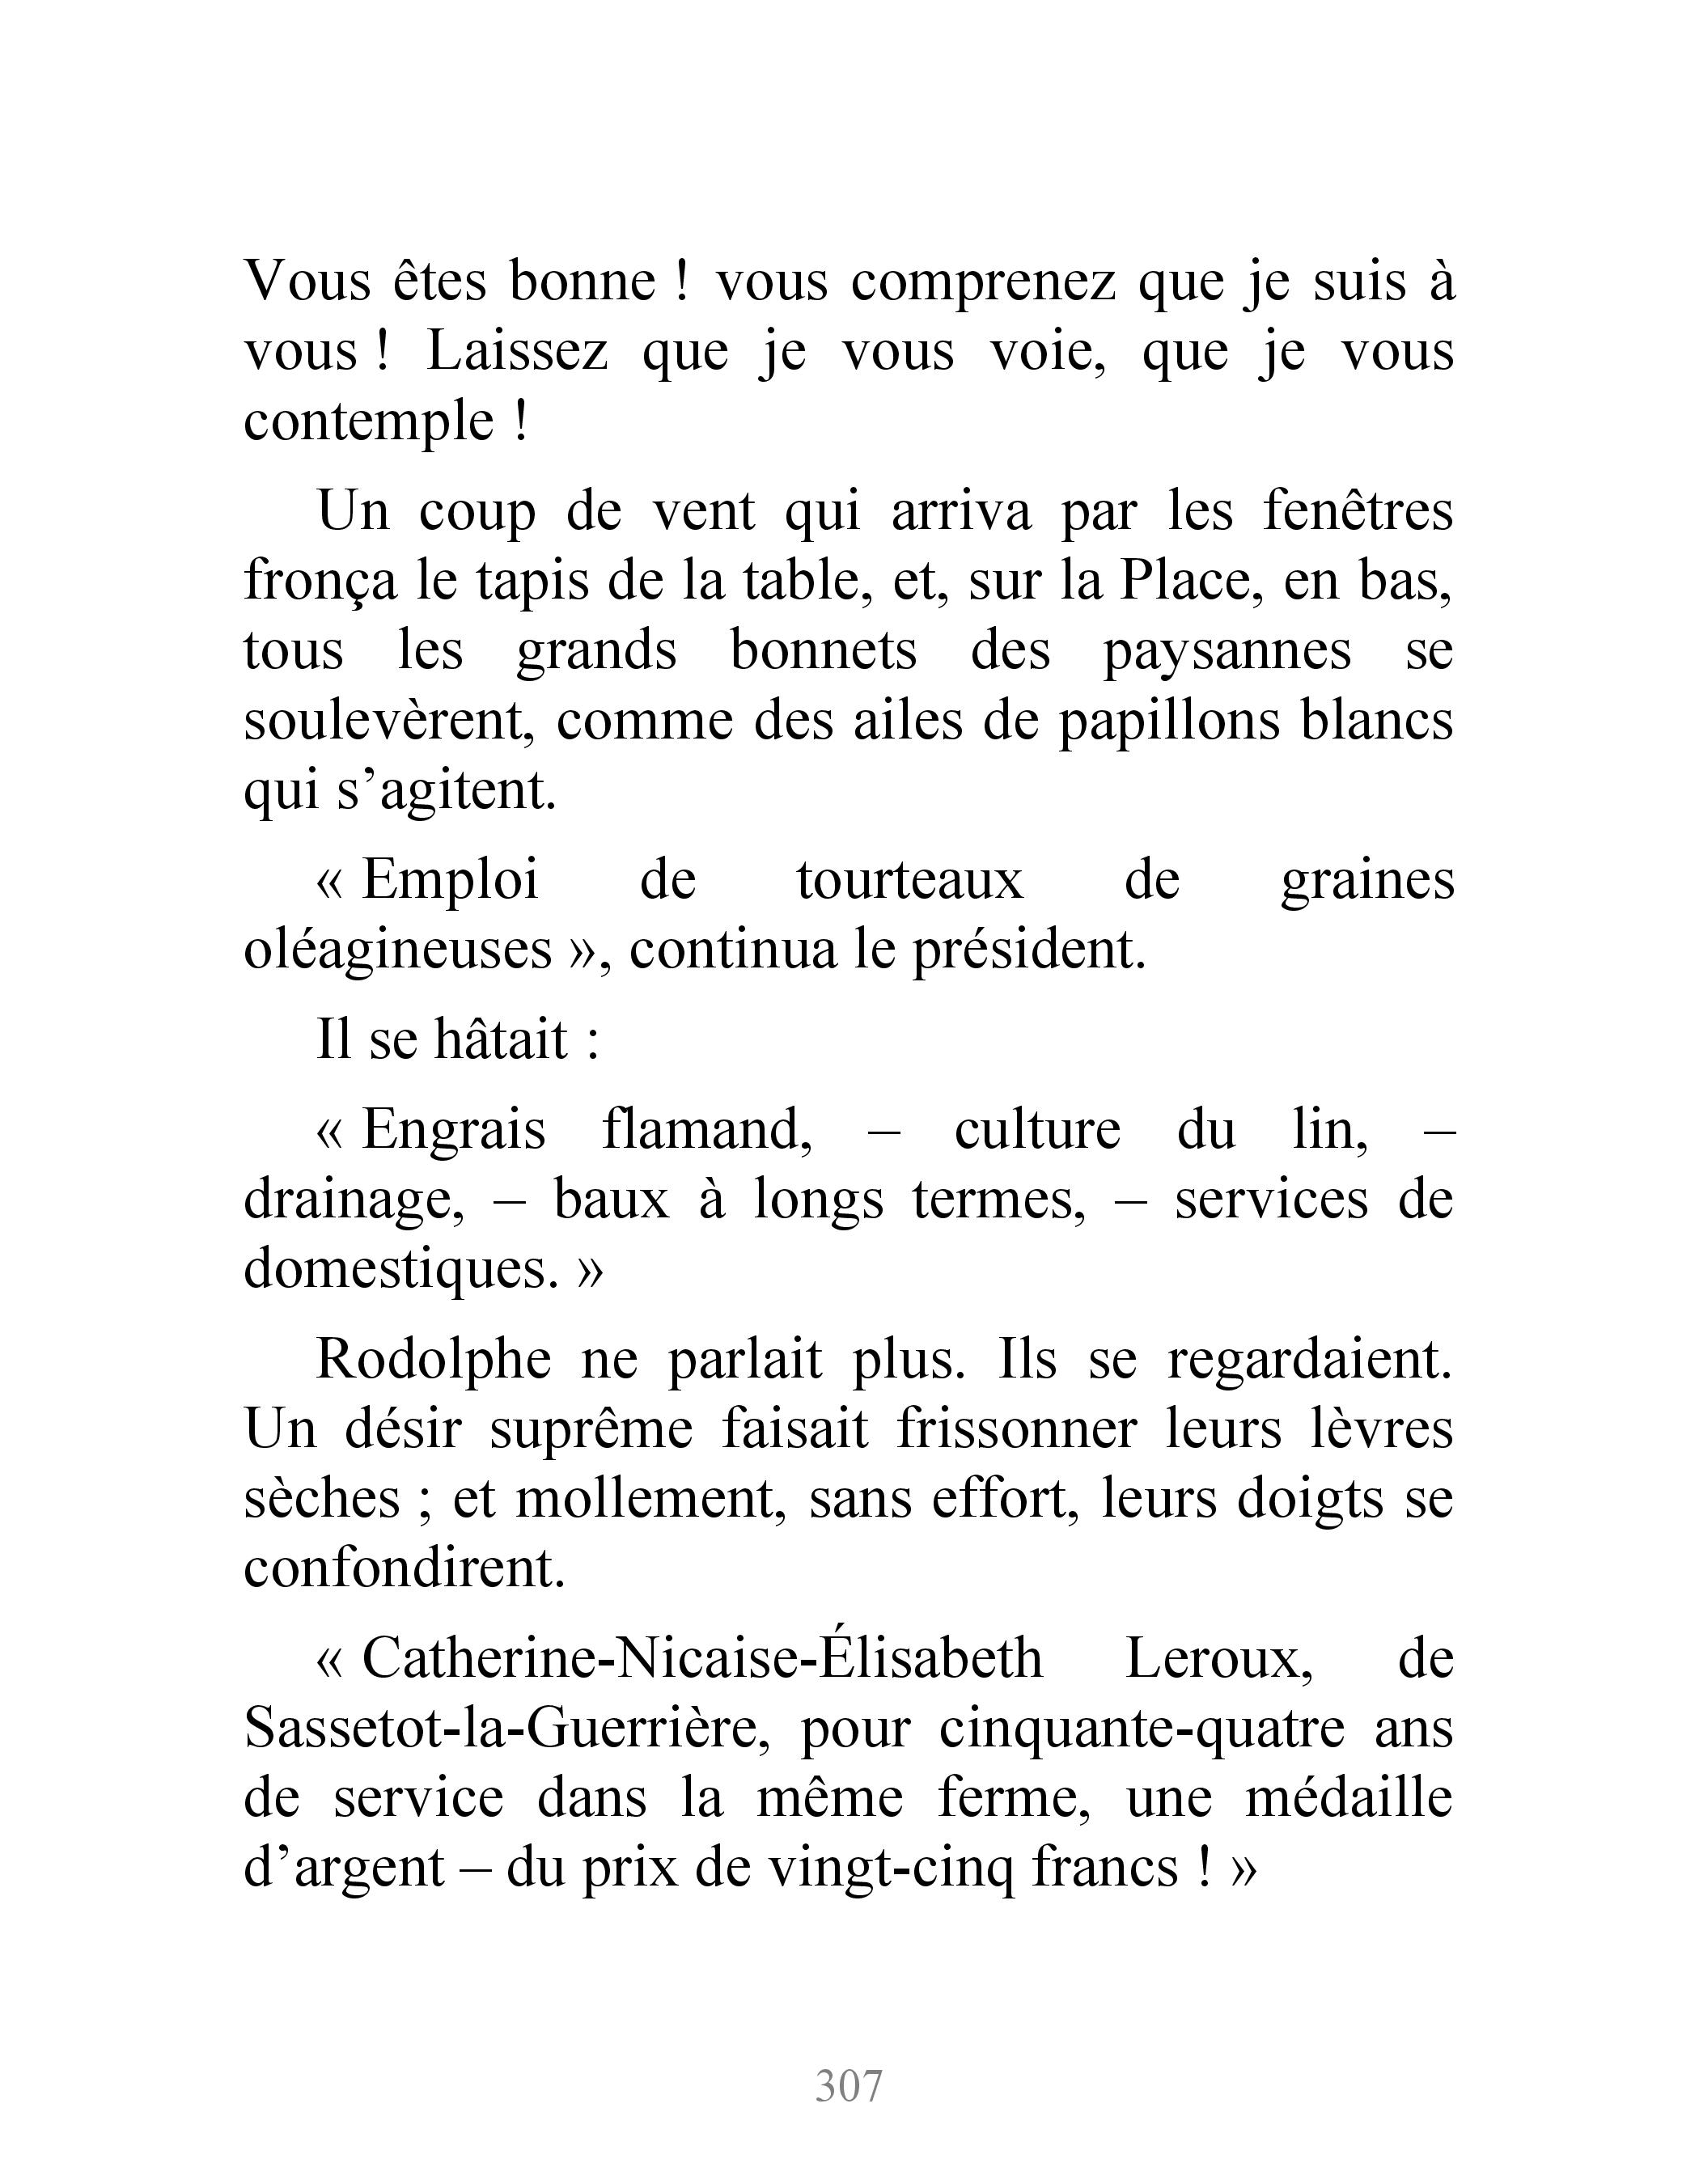 Vous êtes bonne ! vous comprenez que je suis à
vous ! Laissez que je vous voie, que je vous
contemple !
Un coup de vent qui arriva par les fenêtres
fronça le tapis de la table, et, sur la Place, en bas,
tous les grands bonnets des paysannes se
soulevèrent, comme des ailes de papillons blancs
qui s’agitent.
« Emploi de tourteaux de graines
oléagineuses », continua le président.
Il se hâtait :
« Engrais flamand, – culture du lin, –
drainage, – baux à longs termes, – services de
domestiques. »
Rodolphe ne parlait plus. Ils se regardaient.
Un désir suprême faisait frissonner leurs lèvres
sèches ; et mollement, sans effort, leurs doigts se
confondirent.
« Catherine-Nicaise-Élisabeth Leroux, de
Sassetot-la-Guerrière, pour cinquante-quatre ans
de service dans la même ferme, une médaille
d’argent – du prix de vingt-cinq francs ! »
307